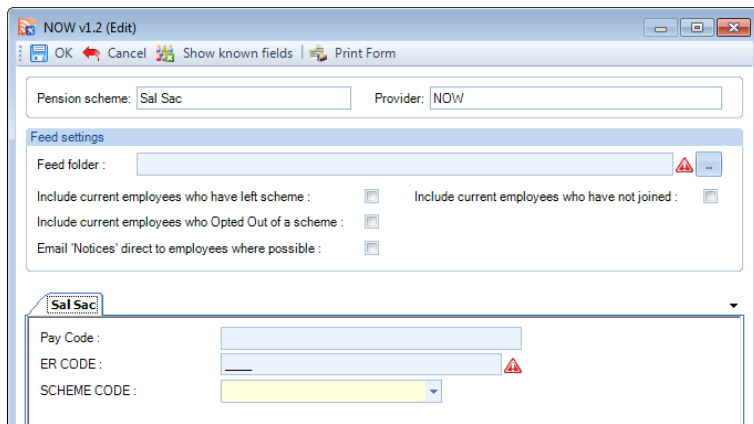 NOW v1.2 (Edit)
OK Cancel Show known fields Print Form
Pension scheme: Sal Sac Provider: NOW
Feed settings
Feed folder : ...
Include current employees who have left scheme : Include current employees who have not joined :
Include current employees who Opted Out of a scheme :
Email 'Notices' direct to employees where possible :
Sal Sac
Pay Code :
ER CODE : ____
SCHEME CODE :